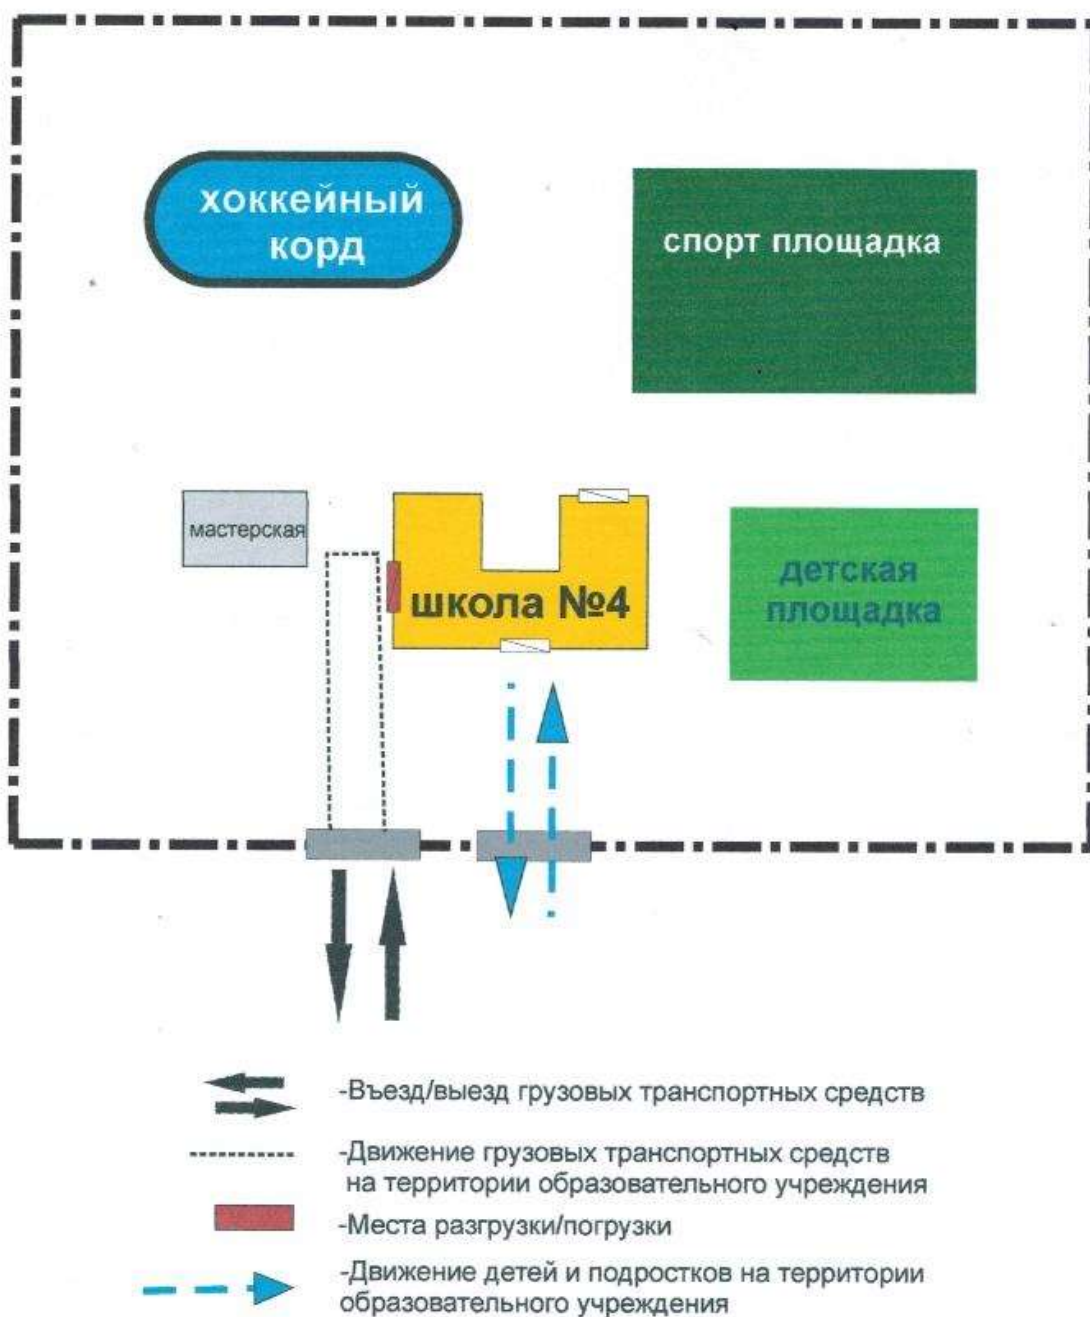 хоккейный
корд
спорт площадка
мастерская
школа №4
детская
площадка
-Въезд/выезд грузовых транспортных средств
-Движение грузовых транспортных средств
на территории образовательного учреждения
-Места разгрузки/погрузки
-Движение детей и подростков на территории
образовательного учреждения